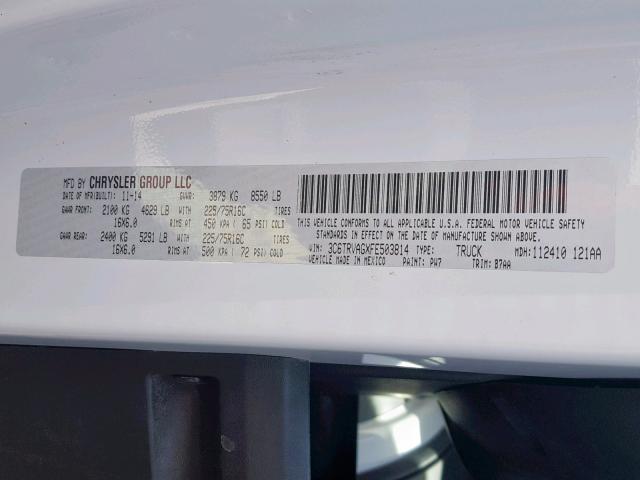 MFD BY CHRYSLER GROUP LLC
DATE OF MFR(BUILT): 11-14 GVWR: 3879 KG 8550 LB
GAWR FRONT: 2100 KG 4629 LB WITH 225/75R16C TIRES
16X6.0 RIMS AT 450 KPA ( 65 PSI) COLD
GAWR REAR: 2400 KG 5291 LB WITH 225/75R16C TIRES
16X6.0 RIMS AT 500 KPA ( 72 PSI) COLD
THIS VEHICLE CONFORMS TO ALL APPLICABLE U.S.A. FEDERAL MOTOR VEHICLE SAFETY
STANDARDS IN EFFECT ON THE DATE OF MANUFACTURE SHOWN ABOVE.
VIN: 3C6TRVAGXFE503814 TYPE: TRUCK MDH: 112410 121AA
VEHICLE MADE IN MEXICO PAINT: PW7 TRIM: B7AA